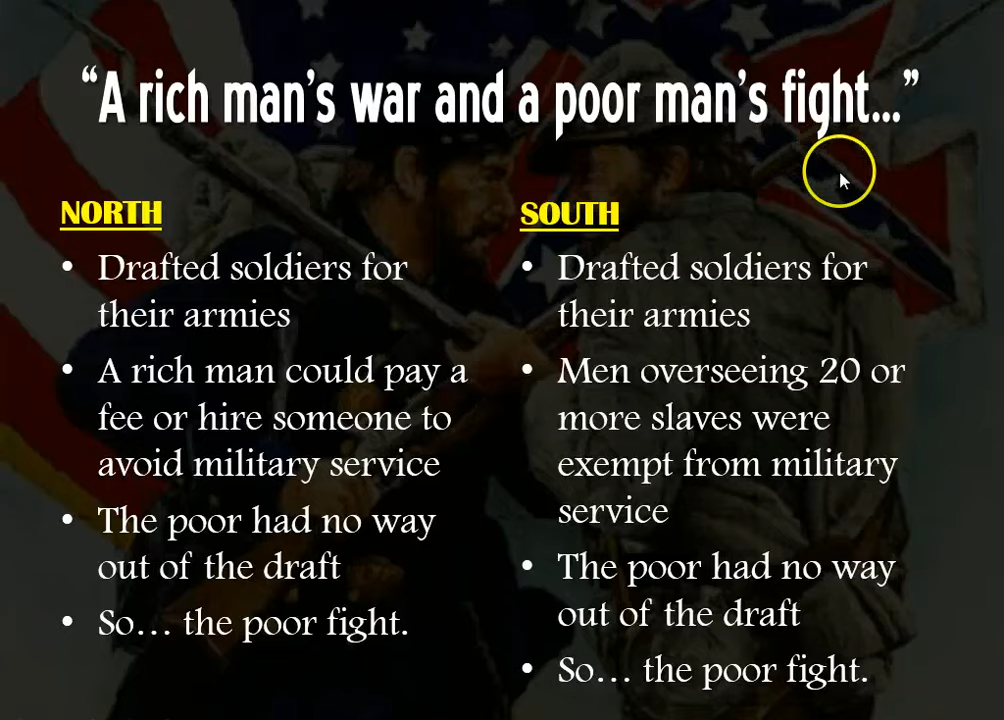 “A rich man’s war and a poor man’s fight...”
NORTH
• Drafted soldiers for
their armies
• A rich man could pay a
fee or hire someone to
avoid military service
• The poor had no way
out of the draft
• So… the poor fight.
SOUTH
• Drafted soldiers for
their armies
• Men overseeing 20 or
more slaves were
exempt from military
service
• The poor had no way
out of the draft
• So… the poor fight.